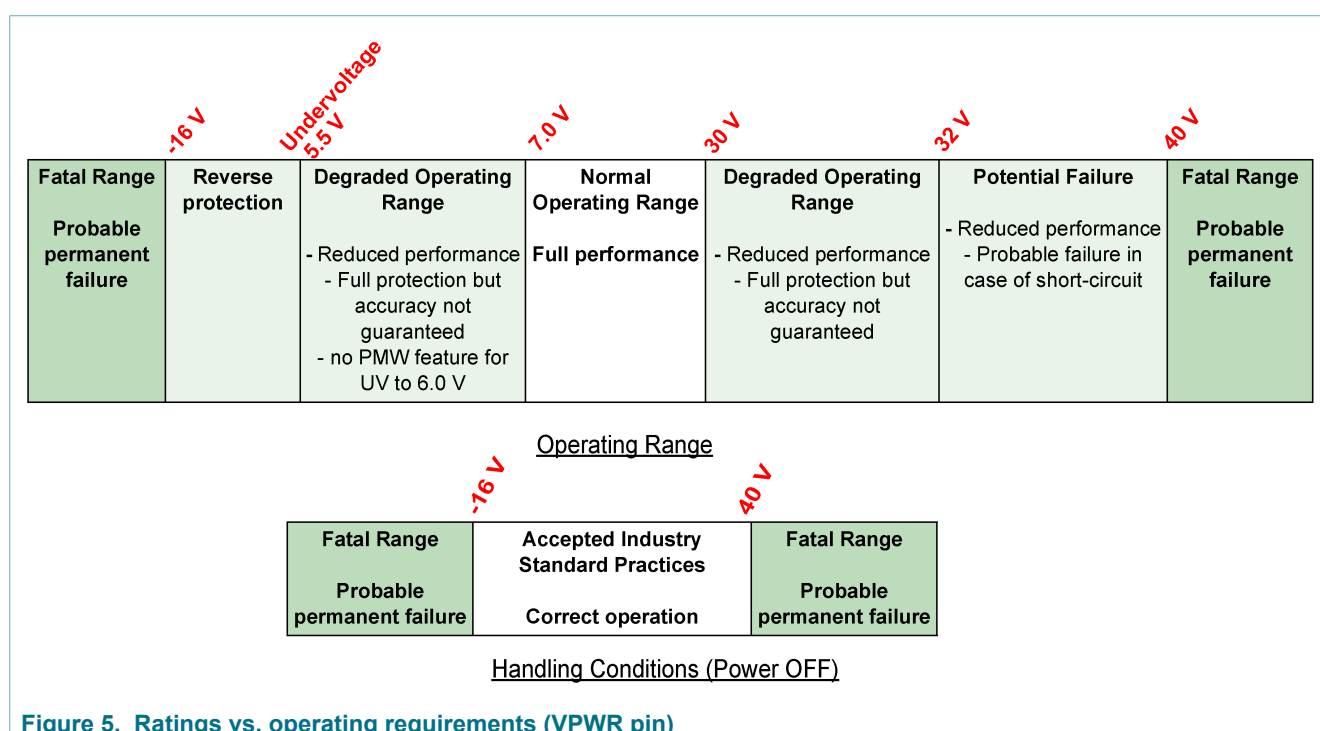 -16 V
Undervoltage
5.5 V
7.0 V
30 V
32 V
40 V
Fatal Range
Probable
permanent
failure
Reverse
protection
Degraded Operating
Range
- Reduced performance
- Full protection but
accuracy not
guaranteed
- no PMW feature for
UV to 6.0 V
Normal
Operating Range
Full performance
Degraded Operating
Range
- Reduced performance
- Full protection but
accuracy not
guaranteed
Potential Failure
- Reduced performance
- Probable failure in
case of short-circuit
Fatal Range
Probable
permanent
failure
Operating Range
-16 V
40 V
Fatal Range
Probable
permanent failure
Accepted Industry
Standard Practices
Correct operation
Fatal Range
Probable
permanent failure
Handling Conditions (Power OFF)
Figure 5. Ratings vs. operating requirements (VPWR pin)